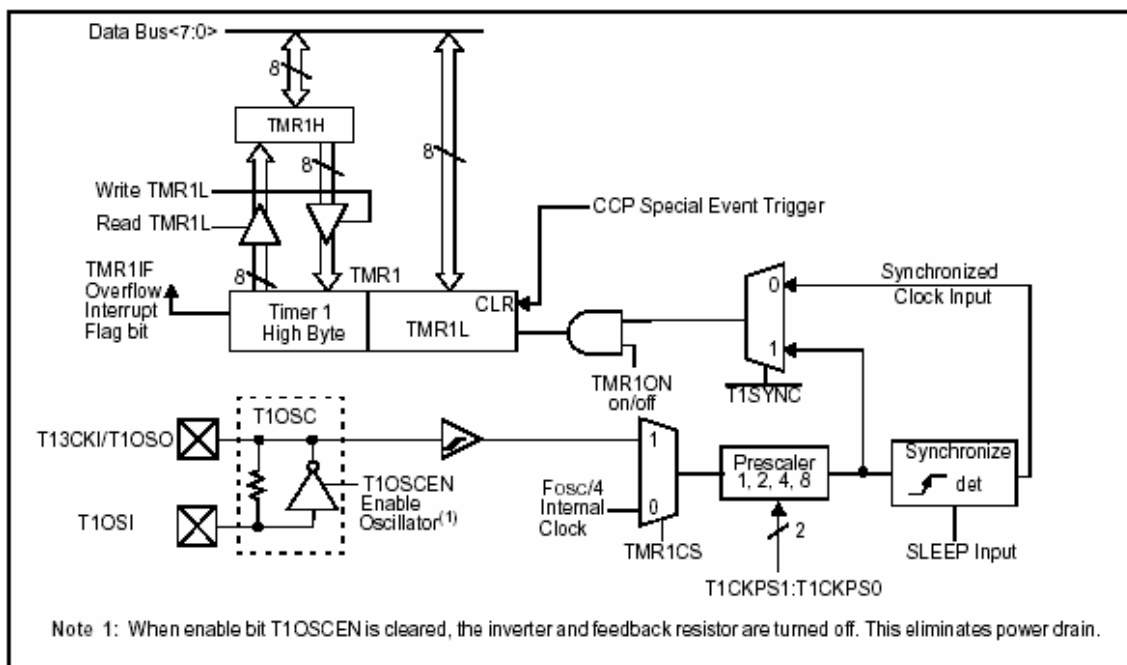 Data Bus<7:0>
8
TMR1H
8
8
Write TMR1L
CCP Special Event Trigger
Read TMR1L
TMR1IF
Overflow
Interrupt
Flag bit
8
TMR1
Timer 1
High Byte
TMR1L
CLR
0
1
Synchronized
Clock Input
TMR1ON
on/off
T1SYNC
T1OSC
T13CKI/T1OSO
T1OSI
T1OSCEN
Enable
Oscillator(1)
1
0
Fosc/4
Internal
Clock
TMR1CS
Prescaler
1, 2, 4, 8
2
T1CKPS1:T1CKPS0
Synchronize
det
SLEEP Input
Note 1: When enable bit T1OSCEN is cleared, the inverter and feedback resistor are turned off. This eliminates power drain.